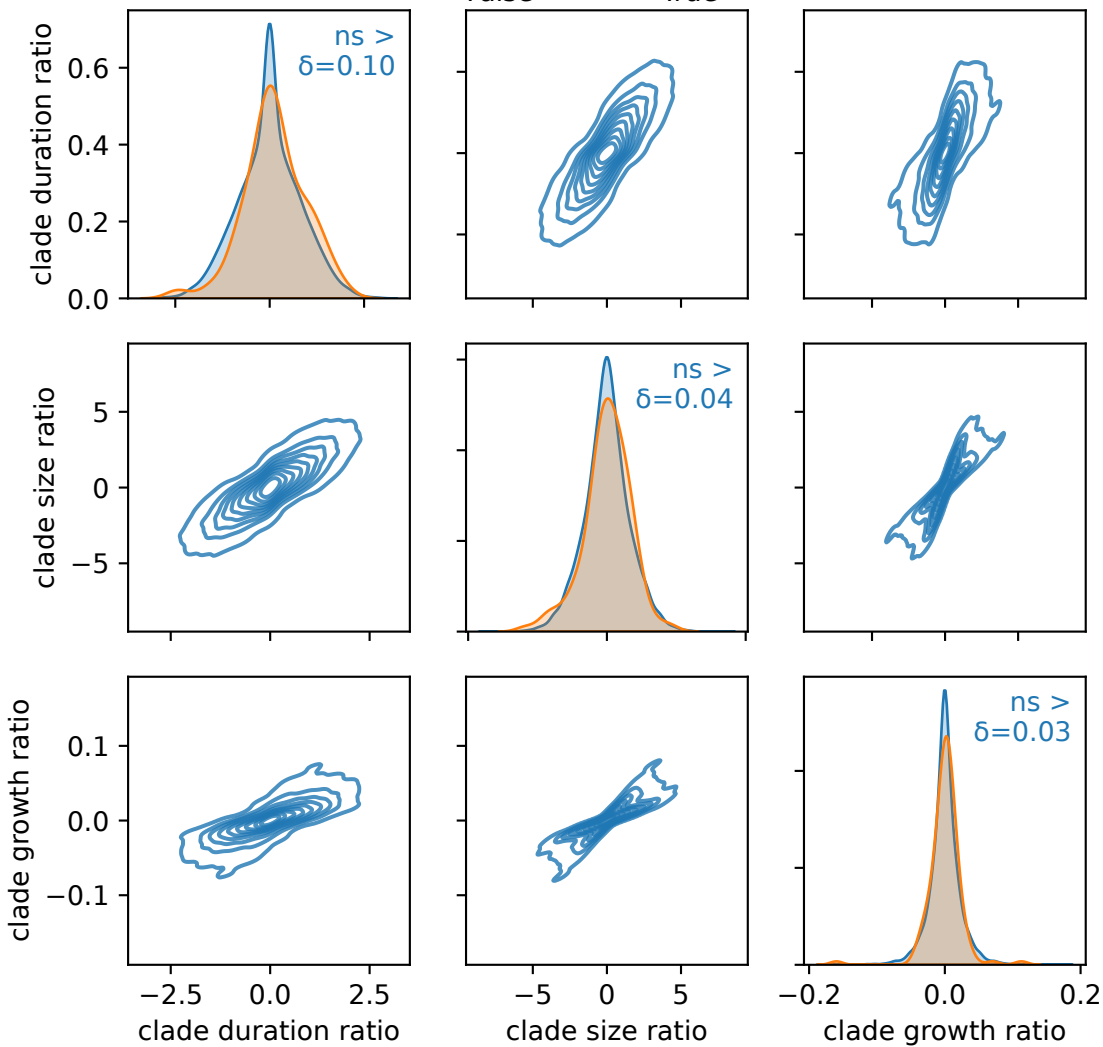 clade duration ratio
0.6
0.4
0.2
0.0
ns >
δ=0.10
clade size ratio
5
0
−5
ns >
δ=0.04
clade growth ratio
0.1
0.0
−0.1
ns >
δ=0.03
−2.5
0.0
2.5
−5
0
5
−0.2
0.0
0.2
clade duration ratio
clade size ratio
clade growth ratio